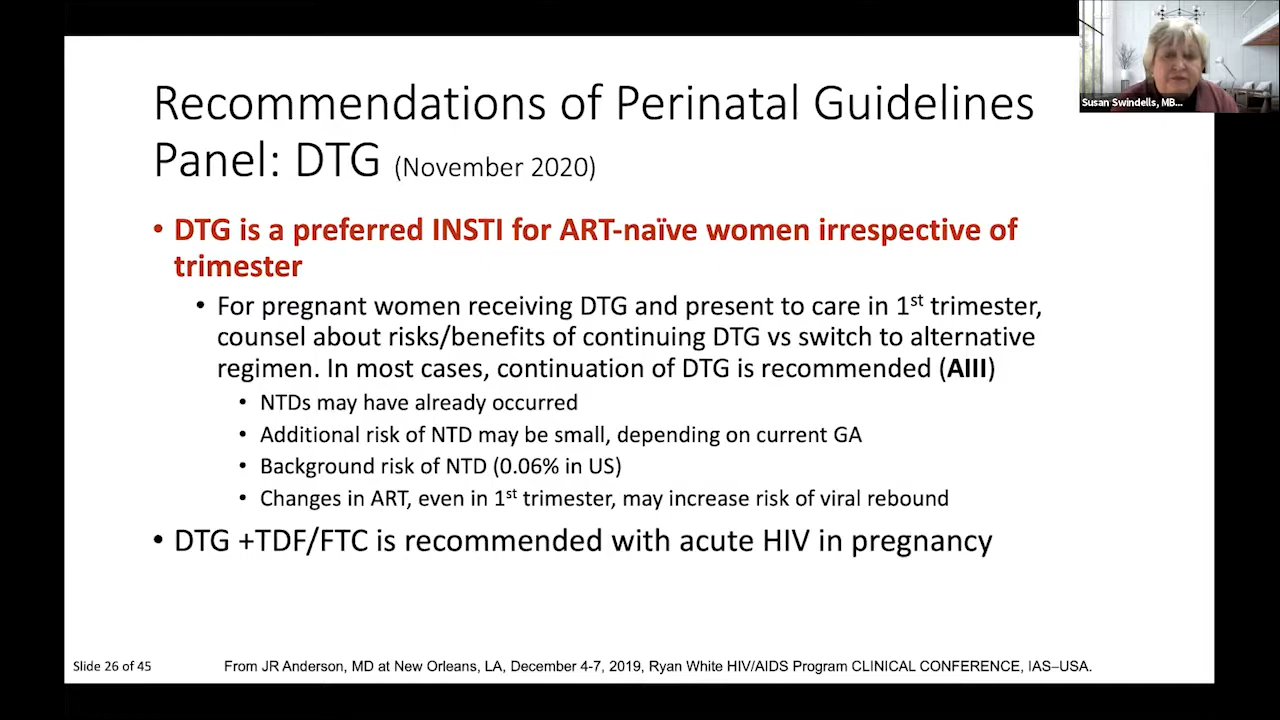 Recommendations of Perinatal Guidelines
Panel: DTG (November 2020)
• DTG is a preferred INSTI for ART-naïve women irrespective of
trimester
• For pregnant women receiving DTG and present to care in 1st trimester,
counsel about risks/benefits of continuing DTG vs switch to alternative
regimen. In most cases, continuation of DTG is recommended (AIII)
• NTDs may have already occurred
• Additional risk of NTD may be small, depending on current GA
• Background risk of NTD (0.06% in US)
• Changes in ART, even in 1st trimester, may increase risk of viral rebound
• DTG +TDF/FTC is recommended with acute HIV in pregnancy
Slide 26 of 45
From JR Anderson, MD at New Orleans, LA, December 4-7, 2019, Ryan White HIV/AIDS Program CLINICAL CONFERENCE, IAS–USA.
Susan Swindells, MB...